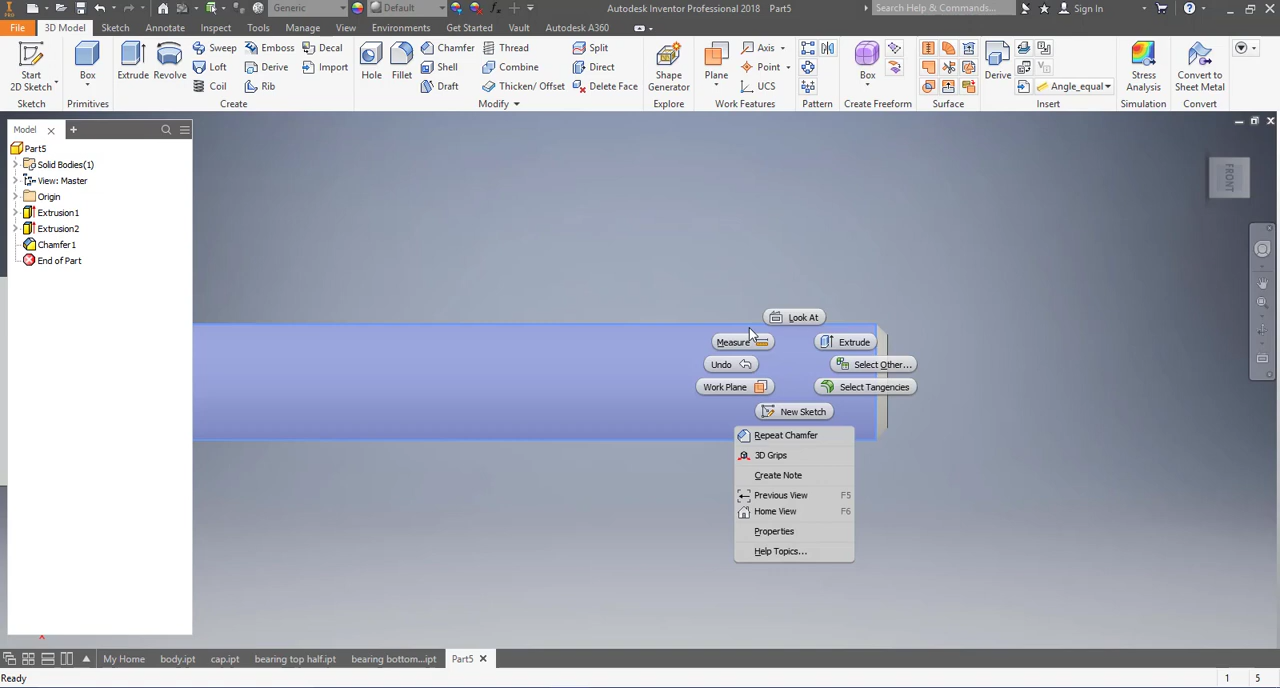 PRO
Generic
Default
Autodesk Inventor Professional 2018 Part5
Search Help & Commands...
Sign In
File
3D Model
Sketch
Annotate
Inspect
Tools
Manage
View
Environments
Get Started
Vault
Autodesk A360
Start
2D Sketch
Box
Extrude
Revolve
Sweep
Loft
Coil
Emboss
Derive
Rib
Decal
Import
Hole
Fillet
Chamfer
Shell
Draft
Thread
Combine
Thicken/ Offset
Split
Direct
Delete Face
Shape
Generator
Plane
Axis
Point
UCS
Box
Derive
Angle_equal
Stress
Analysis
Convert to
Sheet Metal
Sketch
Primitives
Create
Modify
Explore
Work Features
Pattern
Create Freeform
Surface
Insert
Simulation
Convert
Model
Part5
Solid Bodies(1)
View: Master
Origin
Extrusion1
Extrusion2
Chamfer1
End of Part
FRONT
Look At
Measure
Extrude
Undo
Select Other...
Work Plane
Select Tangencies
New Sketch
Repeat Chamfer
3D Grips
Create Note
Previous View F5
Home View F6
Properties
Help Topics...
x
My Home
body.ipt
cap.ipt
bearing top half.ipt
bearing bottom...ipt
Part5
Ready
1 5